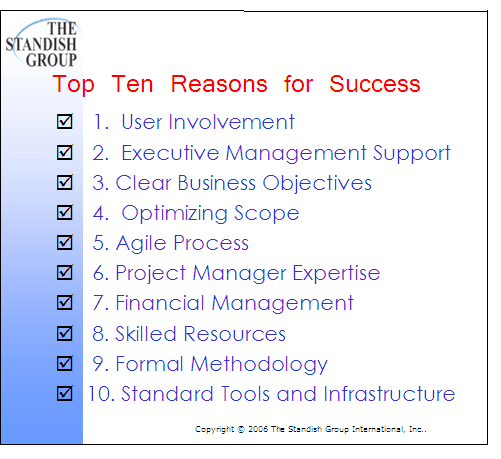 THE
STANDISH
GROUP
Top Ten Reasons for Success
1. User Involvement
2. Executive Management Support
3. Clear Business Objectives
4. Optimizing Scope
5. Agile Process
6. Project Manager Expertise
7. Financial Management
8. Skilled Resources
9. Formal Methodology
10. Standard Tools and Infrastructure
Copyright © 2006 The Standish Group International, Inc..